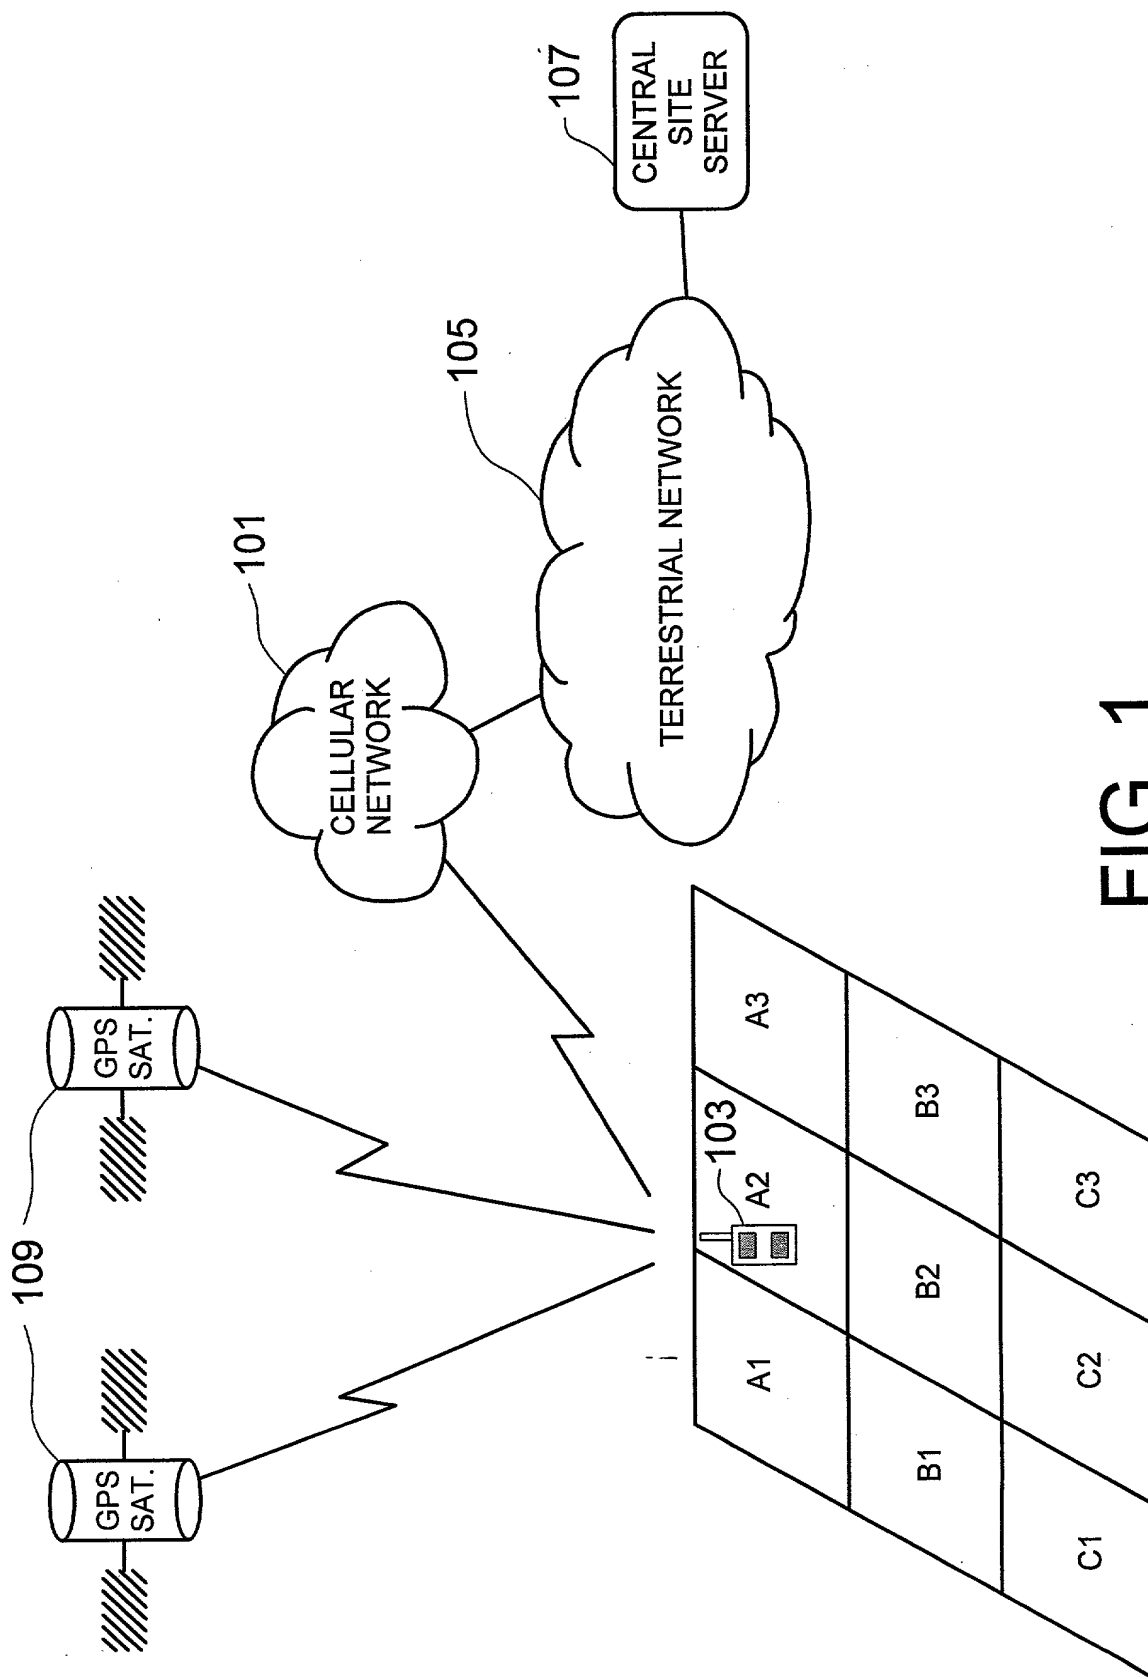 109
GPS
SAT.
GPS
SAT.
101
CELLULAR
NETWORK
105
TERRESTRIAL NETWORK
107
CENTRAL
SITE
SERVER
103
A1
A2
A3
B1
B2
B3
C1
C2
C3
FIG. 1